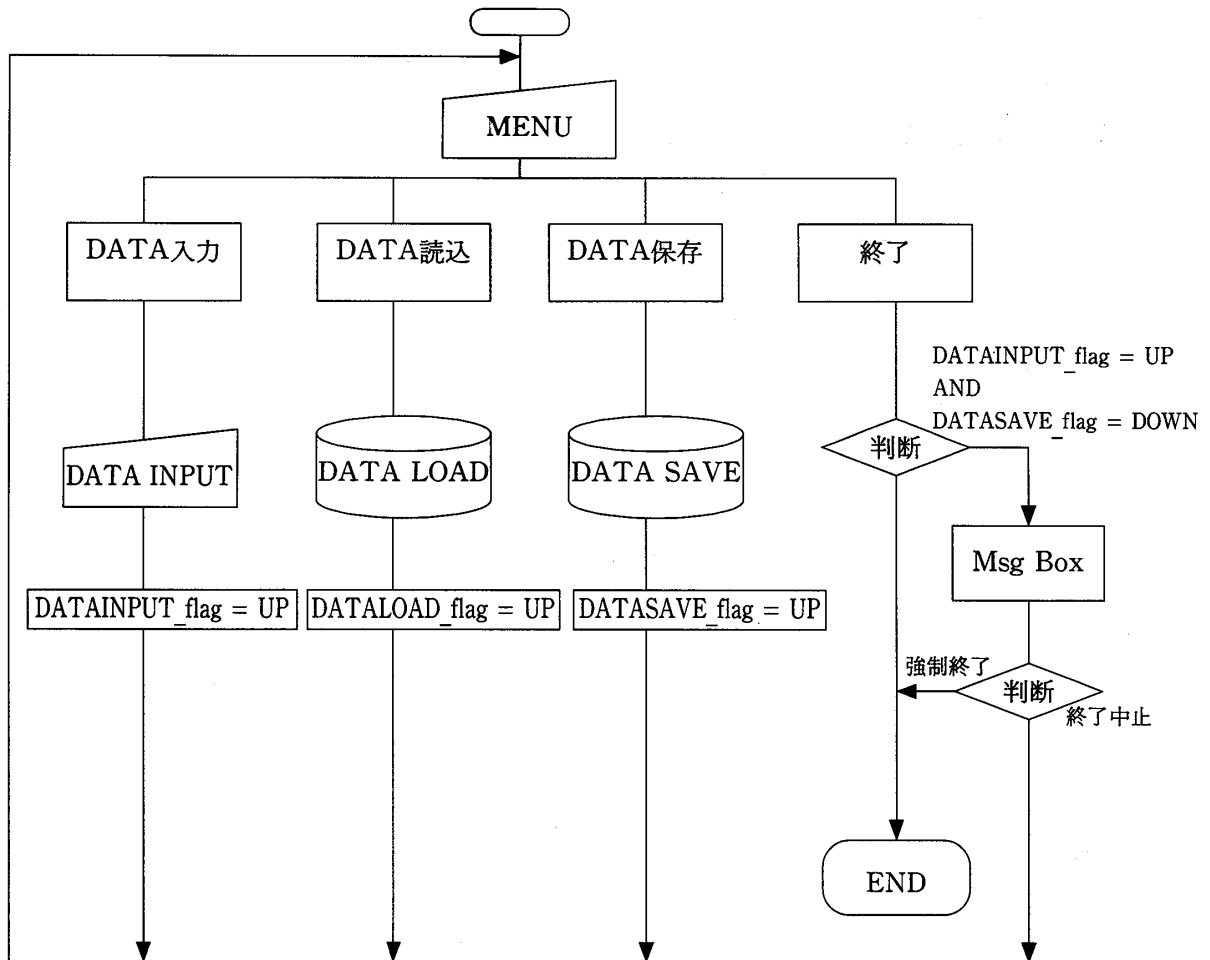 MENU
DATA入力
DATA読込
DATA保存
終了
DATAINPUT_flag = UP
AND
DATASAVE_flag = DOWN
判断
DATA INPUT
DATA LOAD
DATA SAVE
Msg Box
DATAINPUT_flag = UP
DATALOAD_flag = UP
DATASAVE_flag = UP
強制終了
判断
終了中止
END